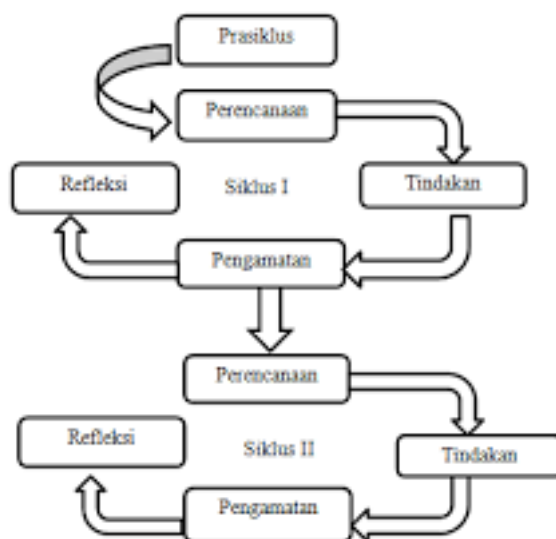 Prasiklus
Perencanaan
Refleksi
Siklus I
Tindakan
Pengamatan
Perencanaan
Refleksi
Siklus II
Tindakan
Pengamatan